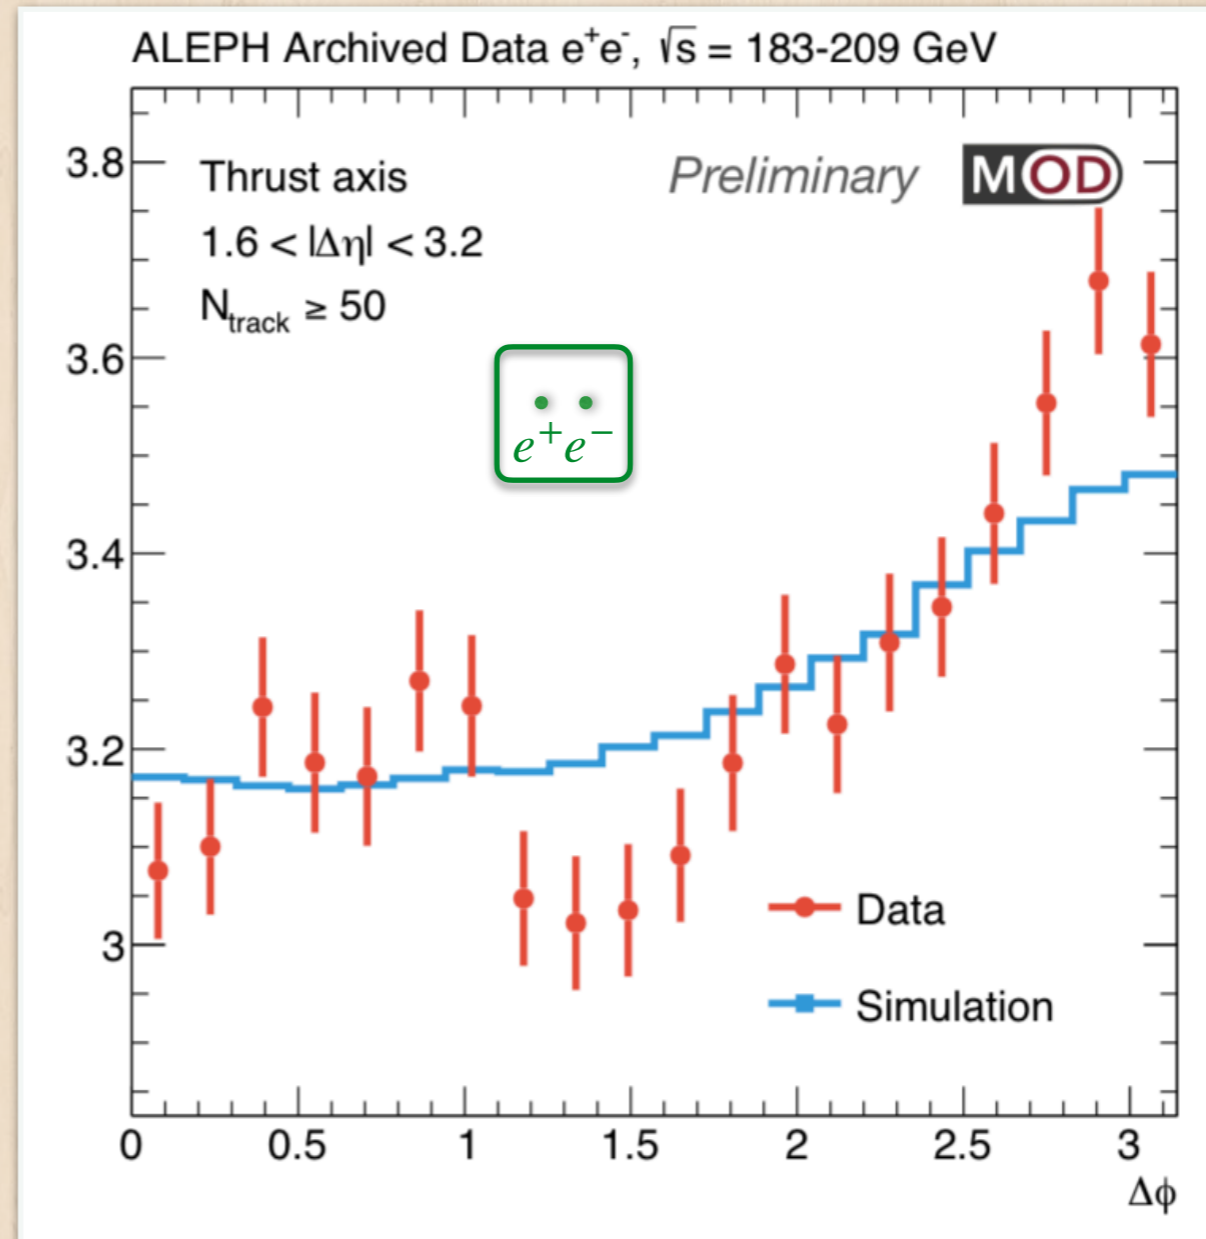 ALEPH Archived Data e⁺e⁻, √s = 183-209 GeV
Thrust axis
Preliminary MOD
1.6 < |Δη| < 3.2
N_track ≥ 50
e⁺e⁻
3.8
3.6
3.4
3.2
3
Data
Simulation
0 0.5 1 1.5 2 2.5 3
Δϕ